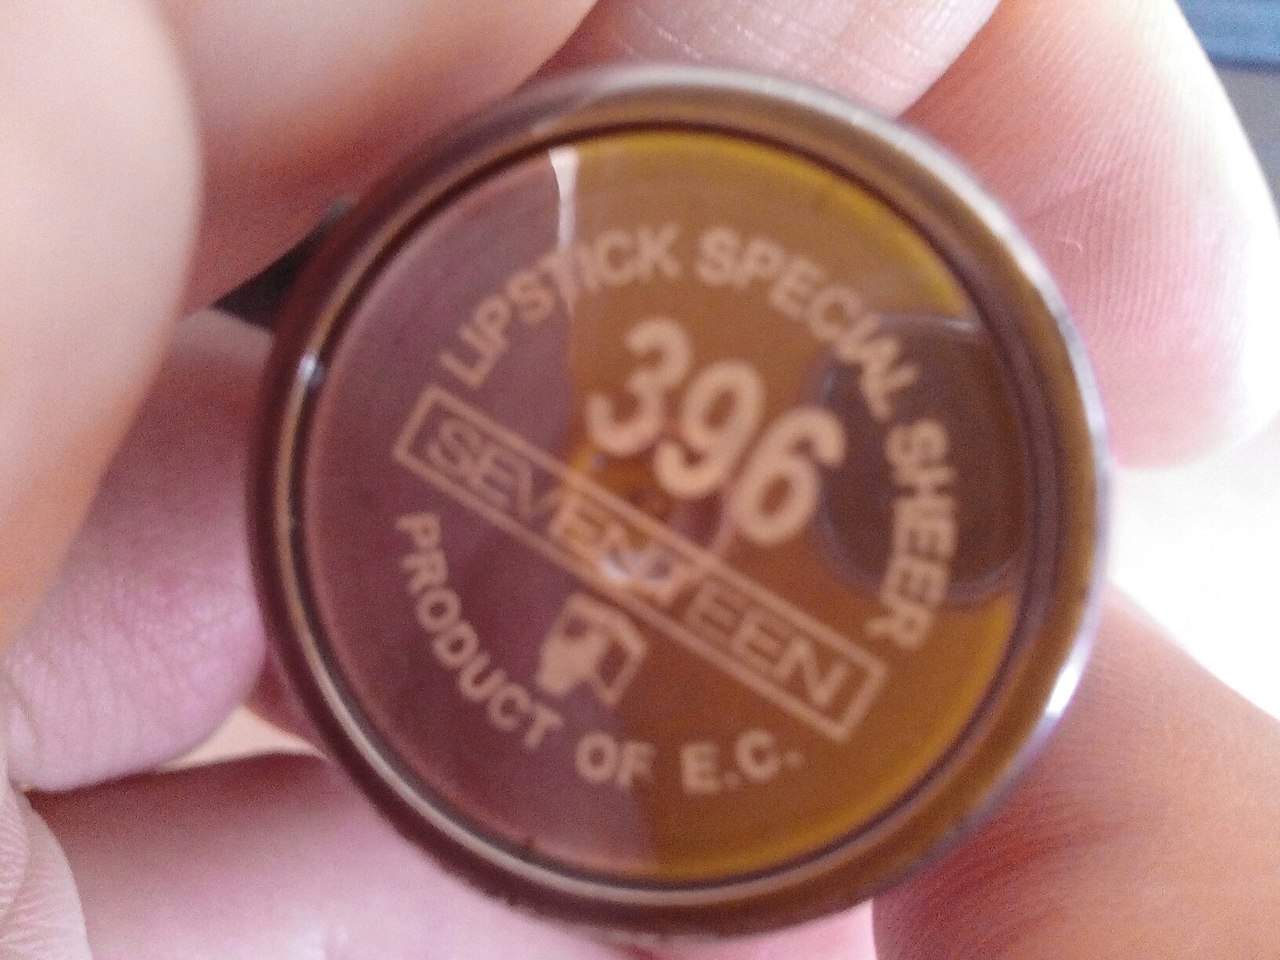 LIPSTICK SPECIAL SHEER
396
SEVENTEEN
PRODUCT OF E.C.